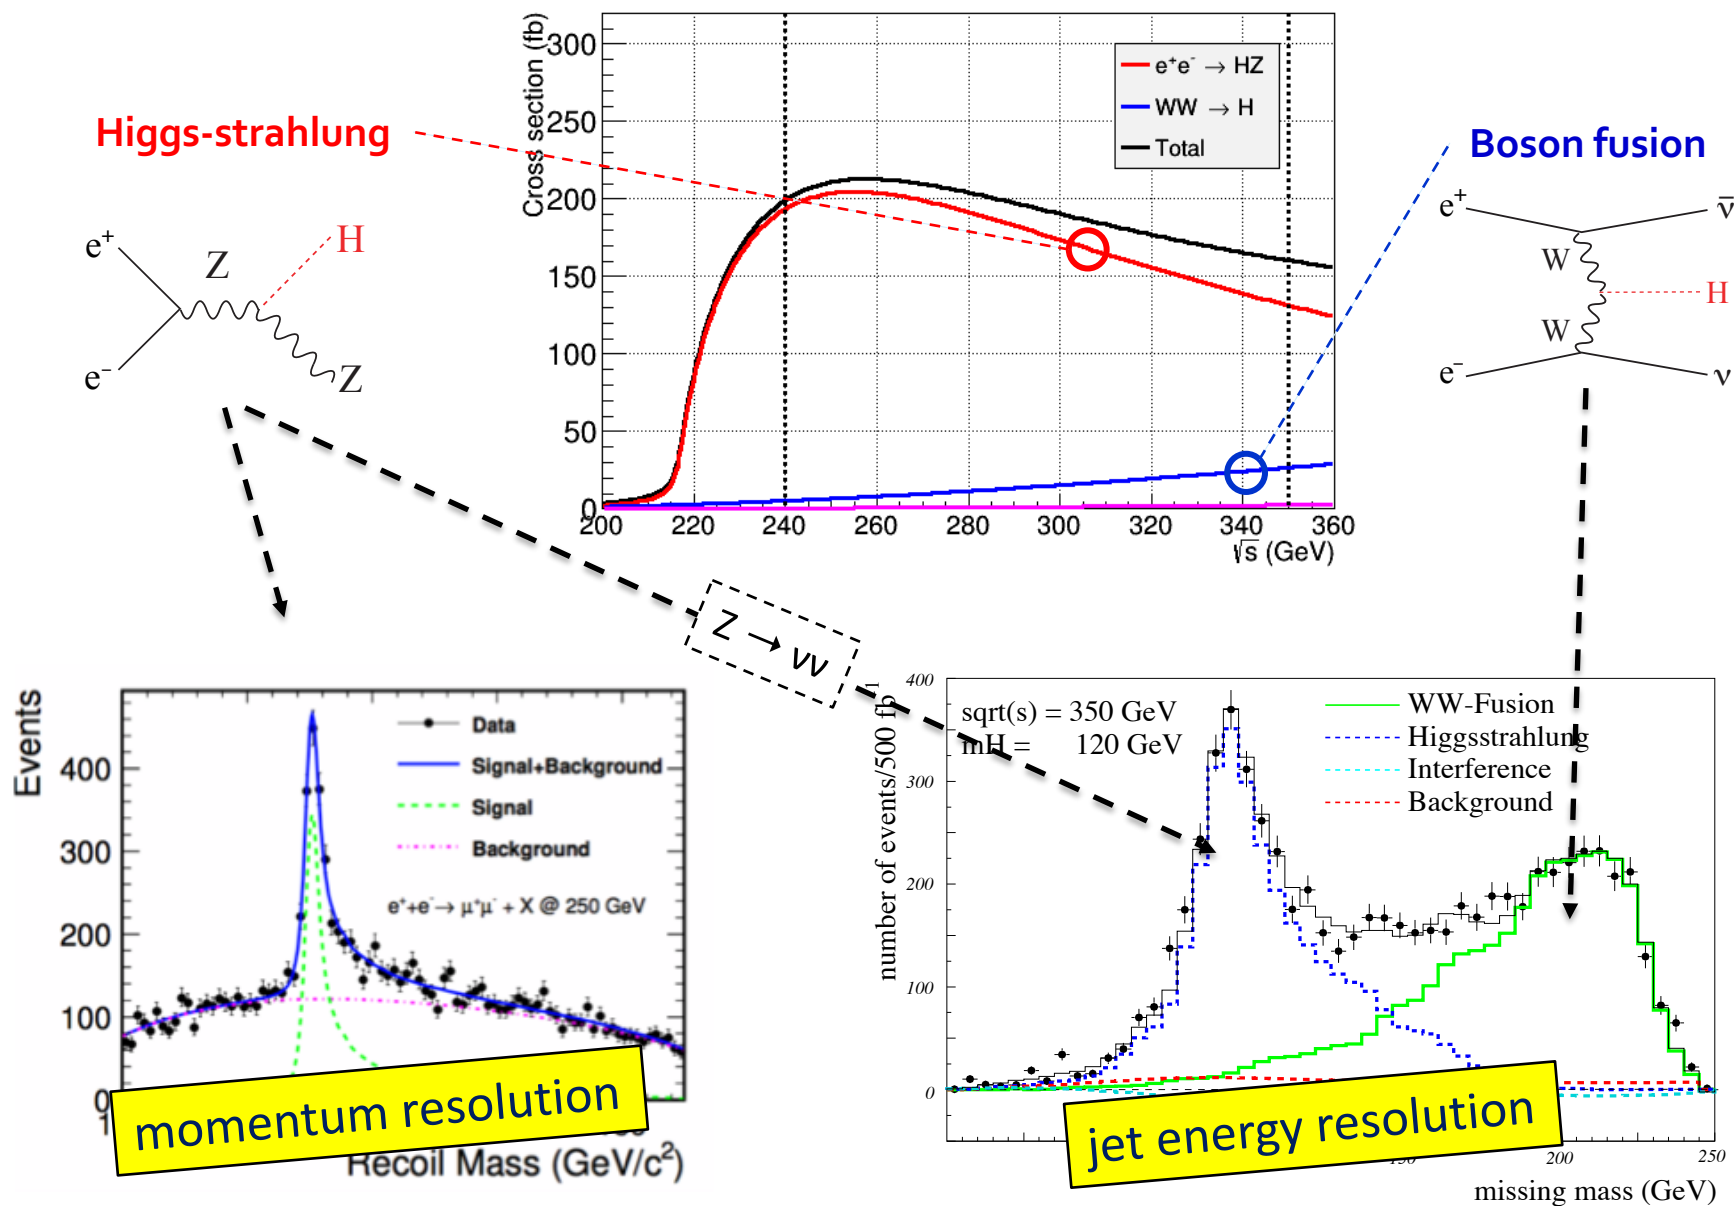 Cross section (fb)
300
250
200
150
100
50
0
200 220 240 260 280 300 320 340 360
√s (GeV)
e⁺e⁻ → HZ
WW → H
Total
Higgs-strahlung
Boson fusion
e⁺
e⁻
Z
H
Z
e⁺
ν̄
W
H
W
e⁻
ν
Z → νν
Events
400
300
200
100
0
Data
Signal+Background
Signal
Background
e⁺+e⁻→ μ⁺μ⁻ + X @ 250 GeV
momentum resolution
Recoil Mass (GeV/c²)
number of events/500 fb⁻¹
400
300
200
100
0
sqrt(s) = 350 GeV
mH = 120 GeV
WW-Fusion
Higgsstrahlung
Interference
Background
jet energy resolution
200
250
missing mass (GeV)